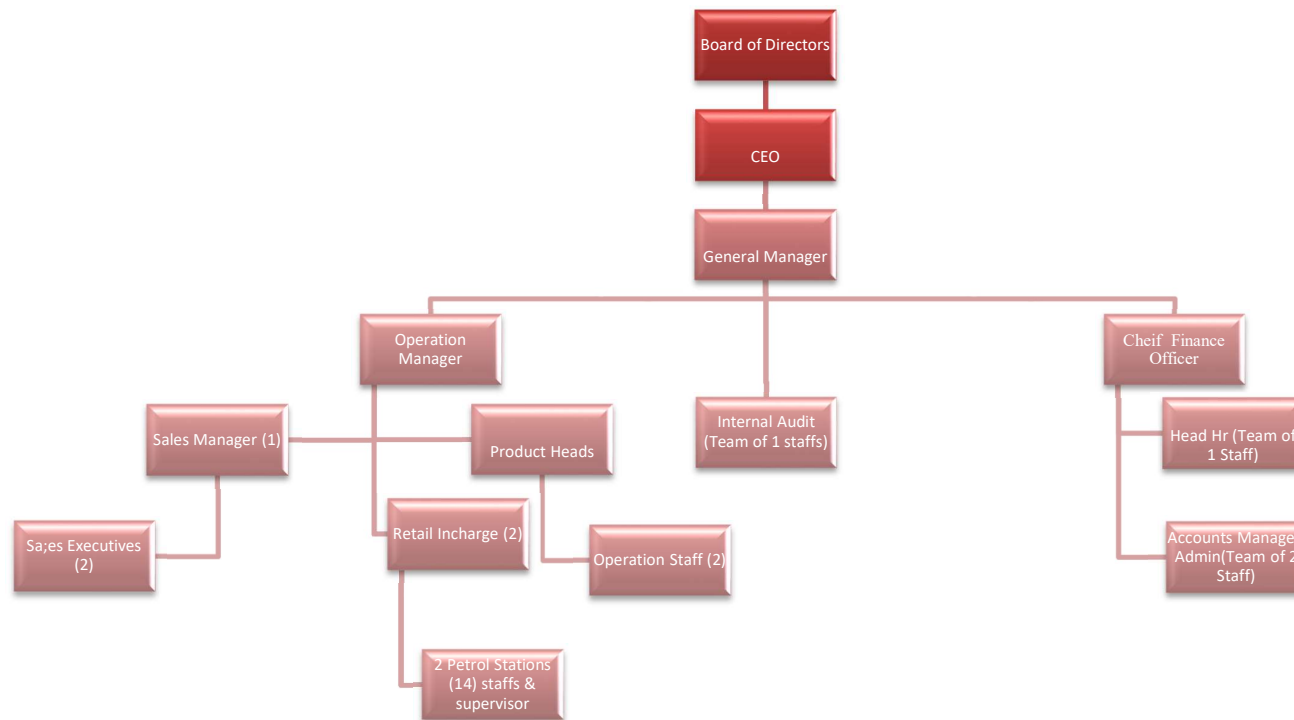 Board of Directors
CEO
General Manager
Operation
Manager
Cheif Finance
Officer
Sales Manager (1)
Product Heads
Internal Audit
(Team of 1 staffs)
Head Hr (Team of
1 Staff)
Sa;es Executives
(2)
Retail Incharge (2)
Operation Staff (2)
Accounts Manage
Admin(Team of 2
Staff)
2 Petrol Stations
(14) staffs &
supervisor